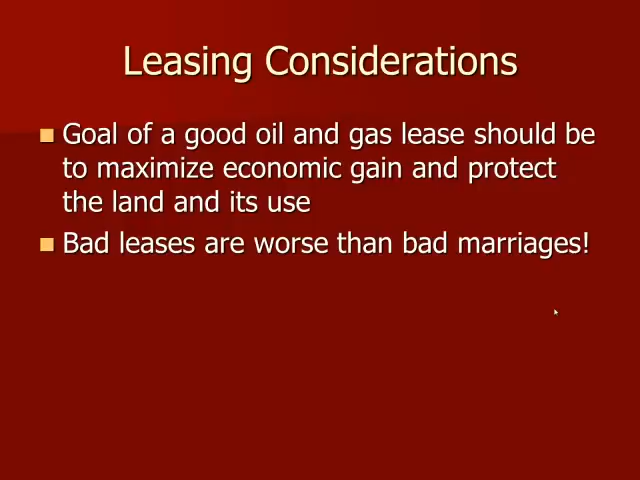 Leasing Considerations
Goal of a good oil and gas lease should be
to maximize economic gain and protect
the land and its use
Bad leases are worse than bad marriages!